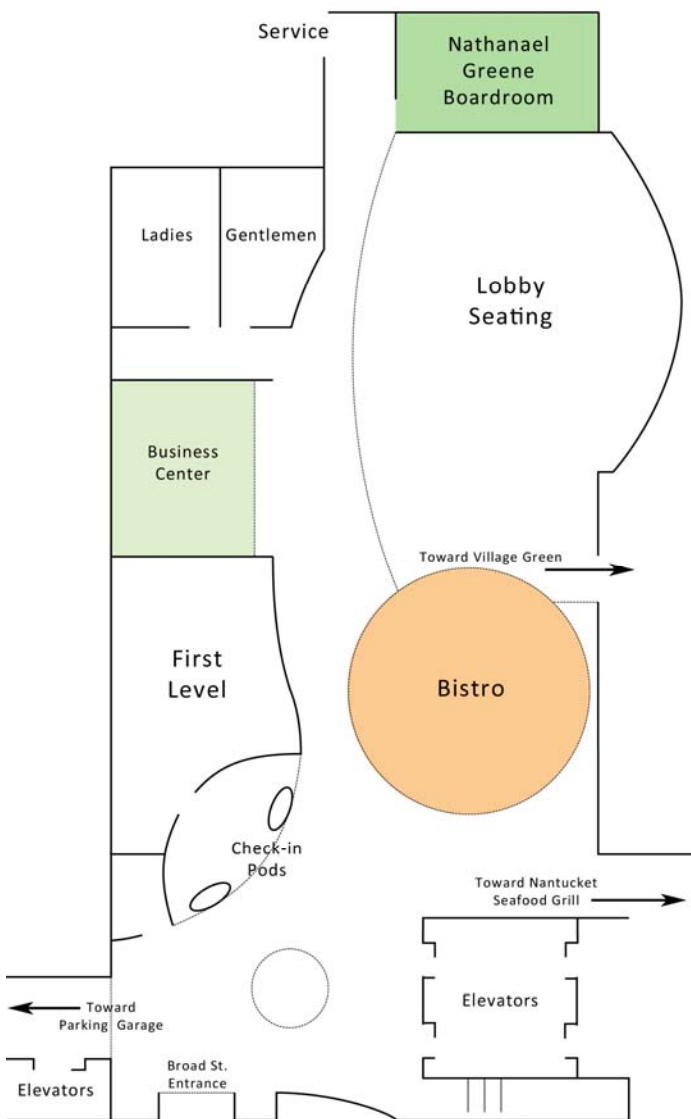 Service
Nathanael
Greene
Boardroom
Ladies
Gentlemen
Lobby
Seating
Business
Center
Toward Village Green
First
Level
Bistro
Check-in
Pods
Toward Nantucket
Seafood Grill
Elevators
Toward
Parking Garage
Broad St.
Entrance
Elevators